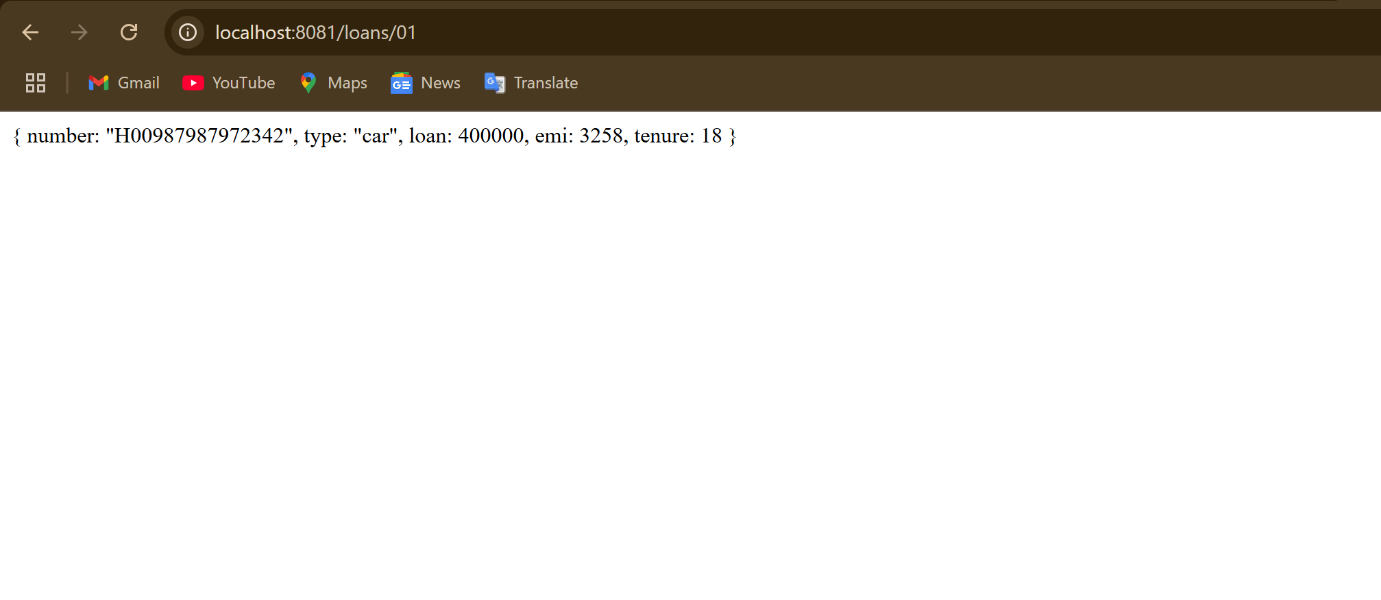 localhost:8081/loans/01
Gmail YouTube Maps News Translate
{ number: "H00987987972342", type: "car", loan: 400000, emi: 3258, tenure: 18 }